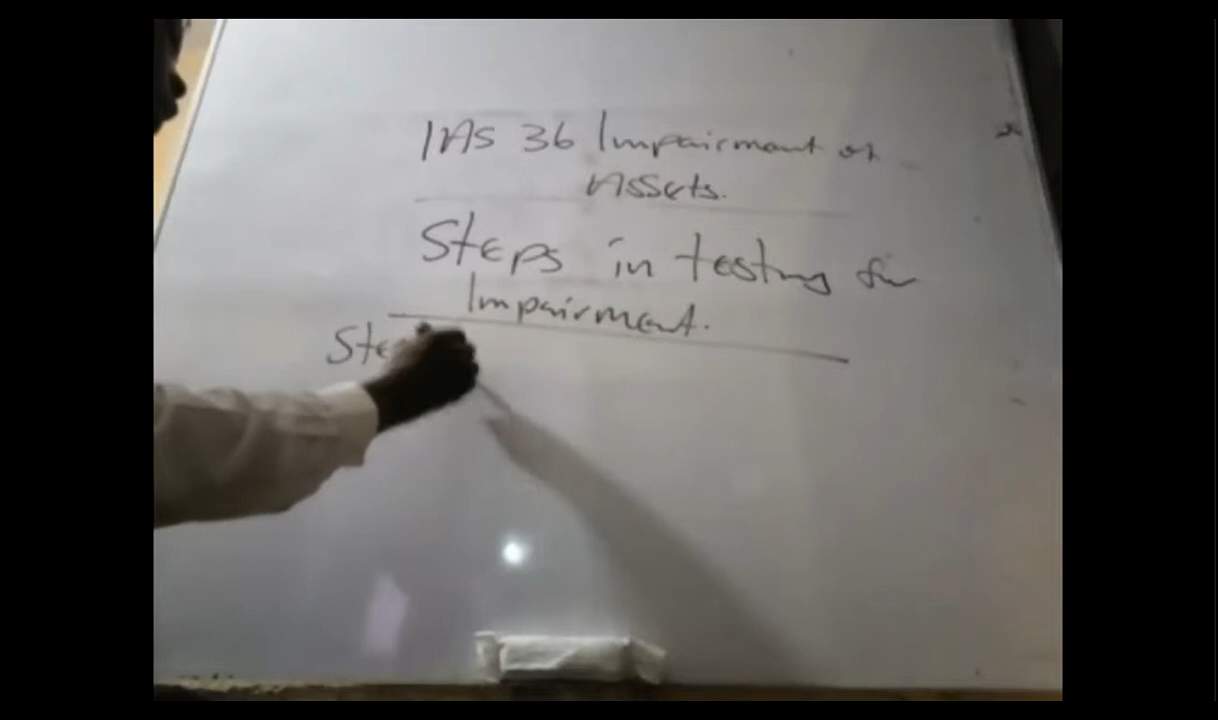 IAS 36 Impairment of
Assets.
Steps in testing for
Impairment.
Ste